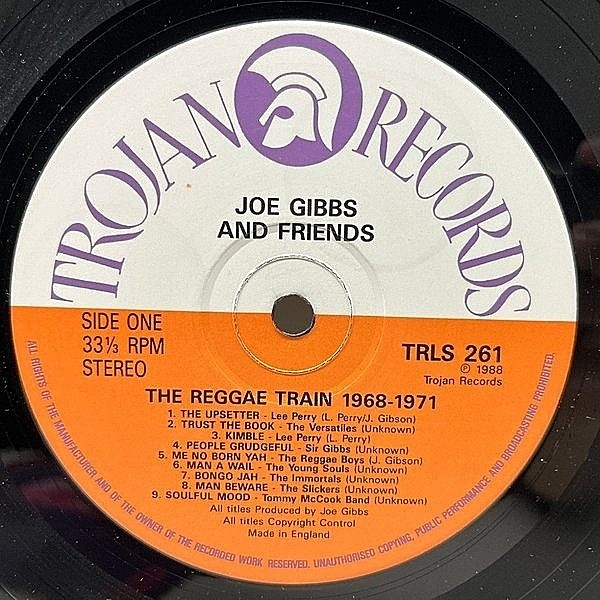 TROJAN RECORDS
JOE GIBBS
AND FRIENDS
SIDE ONE
33⅓ RPM
STEREO
TRLS 261
℗ 1988
Trojan Records
THE REGGAE TRAIN 1968-1971
1. THE UPSETTER - Lee Perry (L. Perry/J. Gibson)
2. TRUST THE BOOK - The Versatiles (Unknown)
3. KIMBLE - Lee Perry (L. Perry)
4. PEOPLE GRUDGEFUL - Sir Gibbs (Unknown)
5. ME NO BORN YAH - The Reggae Boys (J. Gibson)
6. MAN A WAIL - The Young Souls (Unknown)
7. BONGO JAH - The Immortals (Unknown)
8. MAN BEWARE - The Slickers (Unknown)
9. SOULFUL MOOD - Tommy McCook Band (Unknown)
All titles Produced by Joe Gibbs
All titles Copyright Control
Made in England
ALL RIGHTS OF THE MANUFACTURER AND OF THE OWNER OF THE RECORDED WORK RESERVED. UNAUTHORISED COPYING, PUBLIC PERFORMANCE AND BROADCASTING PROHIBITED.